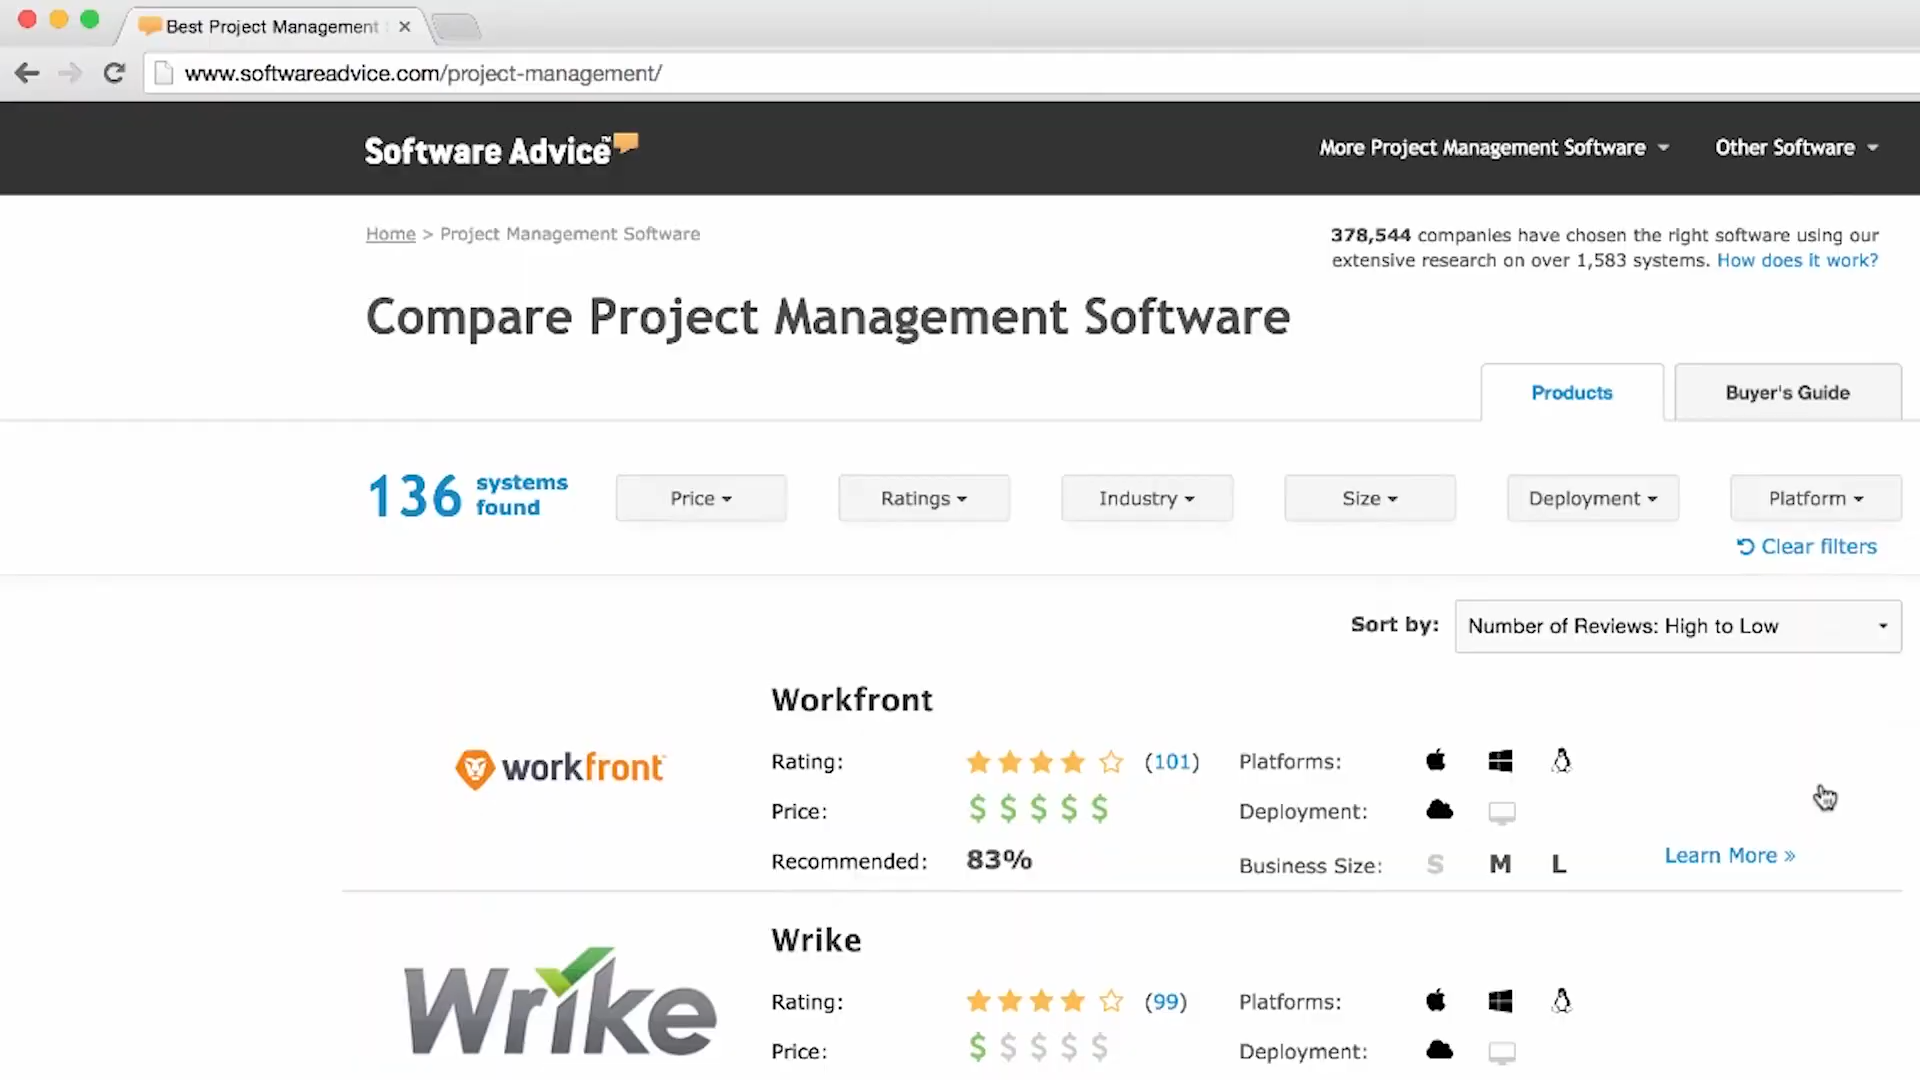 Best Project Management
www.softwareadvice.com/project-management/
Software Advice™
More Project Management Software
Other Software
Home > Project Management Software
378,544 companies have chosen the right software using our
extensive research on over 1,583 systems. How does it work?
Compare Project Management Software
Products
Buyer's Guide
136 systems found
Price
Ratings
Industry
Size
Deployment
Platform
Clear filters
Sort by:
Number of Reviews: High to Low
Workfront
workfront
Rating:
(101)
Platforms:
Price:
$ $ $ $ $
Deployment:
Recommended:
83%
Business Size:
S M L
Learn More »
Wrike
Wrike
Rating:
(99)
Platforms:
Price:
$ $ $ $ $
Deployment: